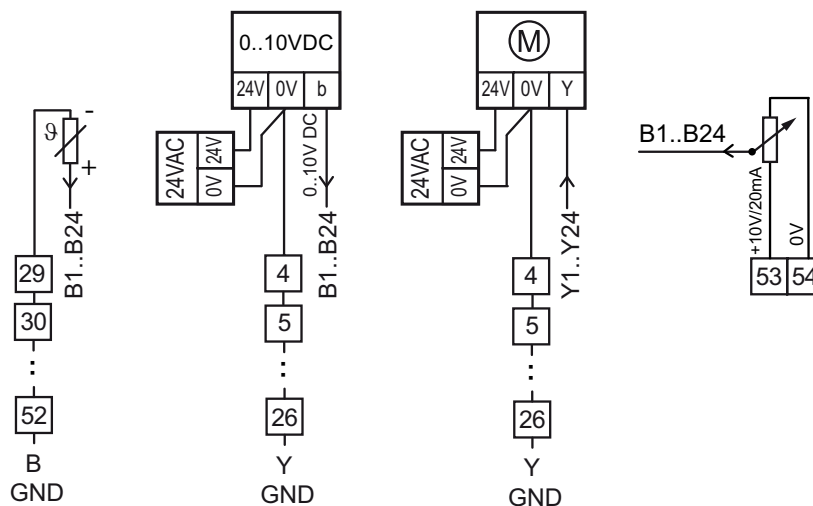 -
ϑ
+
B1..B24
29
30
:
52
B
GND
0..10VDC
24V 0V b
24VAC
24V
0V
0..10V DC
B1..B24
4
5
:
26
Y
GND
M
24V 0V Y
24VAC
24V
0V
Y1..Y24
4
5
:
26
Y
GND
B1..B24
+10V/20mA
0V
53 54